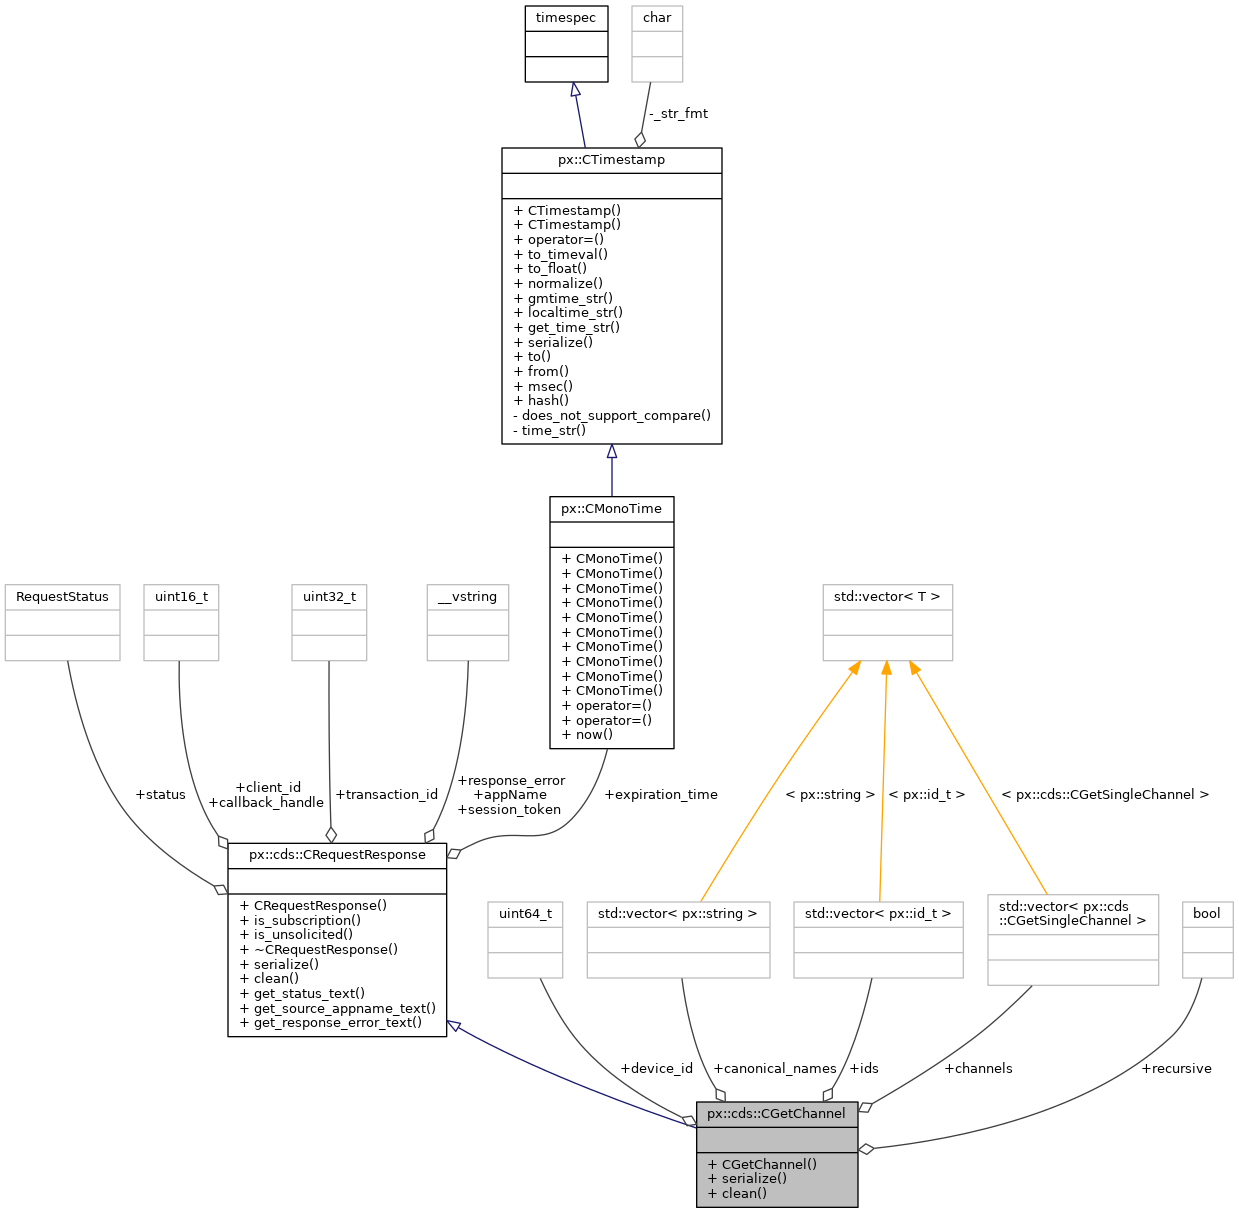 timespec
char
-_str_fmt
px::CTimestamp
+ CTimestamp()
+ CTimestamp()
+ operator=()
+ to_timeval()
+ to_float()
+ normalize()
+ gmtime_str()
+ localtime_str()
+ get_time_str()
+ serialize()
+ to()
+ from()
+ msec()
+ hash()
- does_not_support_compare()
- time_str()
px::CMonoTime
+ CMonoTime()
+ CMonoTime()
+ CMonoTime()
+ CMonoTime()
+ CMonoTime()
+ CMonoTime()
+ CMonoTime()
+ CMonoTime()
+ CMonoTime()
+ CMonoTime()
+ operator=()
+ operator=()
+ now()
RequestStatus
uint16_t
uint32_t
__vstring
std::vector< T >
+status
+client_id
+callback_handle
+transaction_id
+response_error
+appName
+session_token
+expiration_time
< px::string >
< px::id_t >
< px::cds::CGetSingleChannel >
px::cds::CRequestResponse
+ CRequestResponse()
+ is_subscription()
+ is_unsolicited()
+ ~CRequestResponse()
+ serialize()
+ clean()
+ get_status_text()
+ get_source_appname_text()
+ get_response_error_text()
uint64_t
std::vector< px::string >
std::vector< px::id_t >
std::vector< px::cds
::CGetSingleChannel >
bool
+device_id
+canonical_names
+ids
+channels
+recursive
px::cds::CGetChannel
+ CGetChannel()
+ serialize()
+ clean()